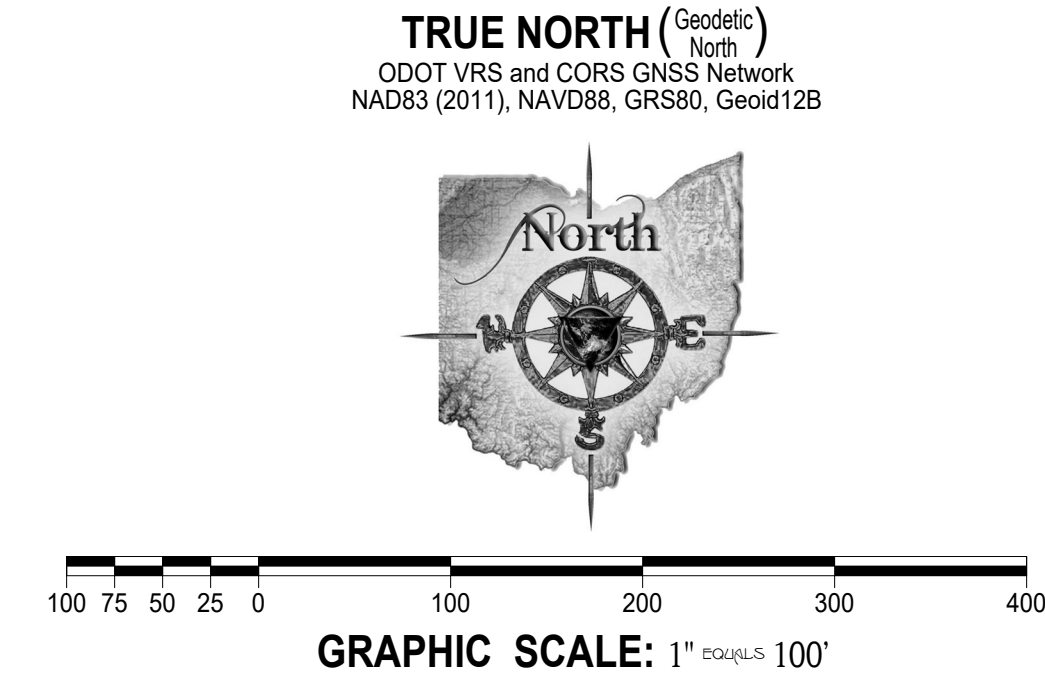 TRUE NORTH (Geodetic North)
ODOT VRS and CORS GNSS Network
NAD83 (2011), NAVD88, GRS80, Geoid12B
North
W E
S
100 75 50 25 0 100 200 300 400
GRAPHIC SCALE: 1" EQUALS 100'